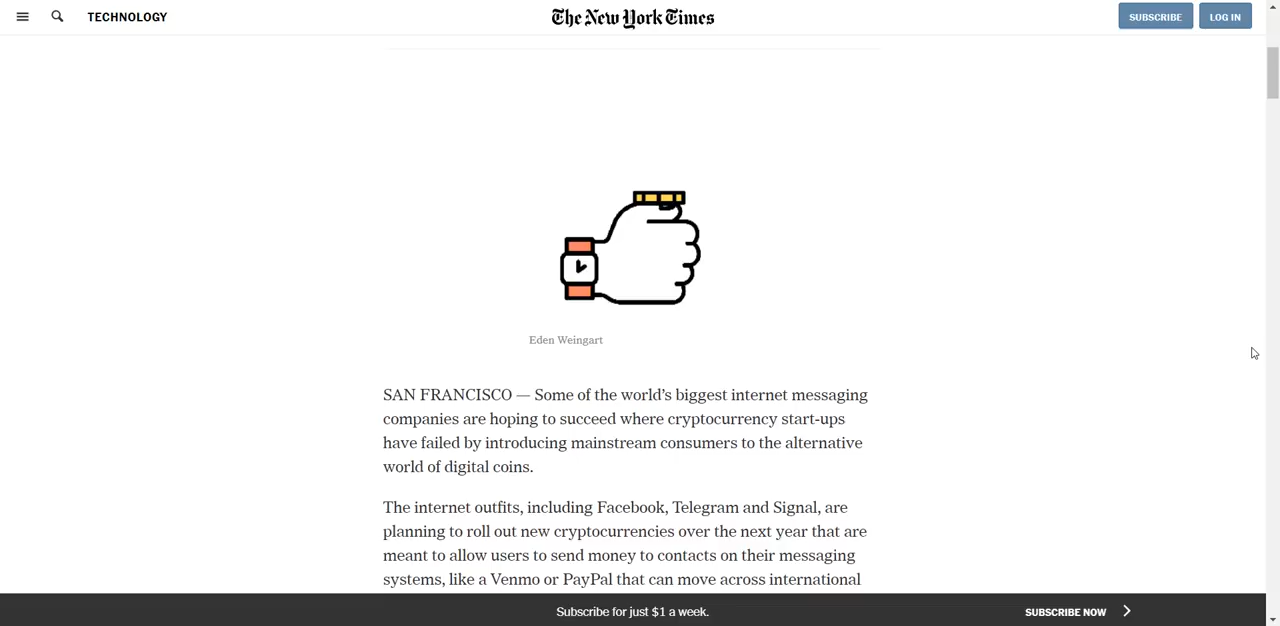 TECHNOLOGY
The New York Times
SUBSCRIBE
LOG IN
Eden Weingart
SAN FRANCISCO — Some of the world’s biggest internet messaging
companies are hoping to succeed where cryptocurrency start-ups
have failed by introducing mainstream consumers to the alternative
world of digital coins.
The internet outfits, including Facebook, Telegram and Signal, are
planning to roll out new cryptocurrencies over the next year that are
meant to allow users to send money to contacts on their messaging
systems, like a Venmo or PayPal that can move across international
Subscribe for just $1 a week.
SUBSCRIBE NOW